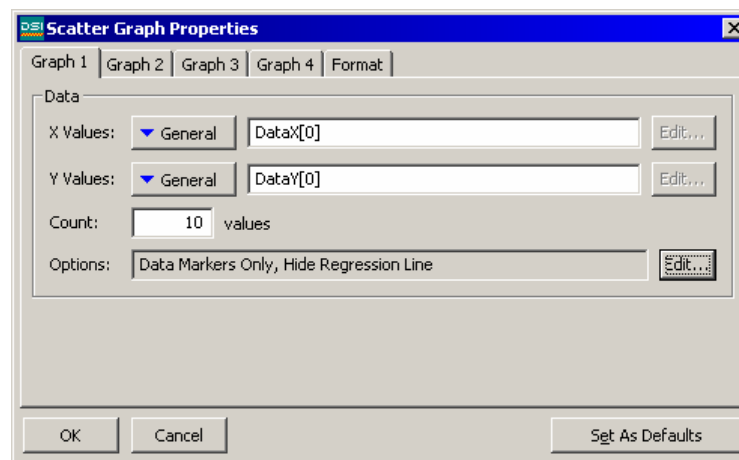 DSI Scatter Graph Properties
Graph 1 Graph 2 Graph 3 Graph 4 Format
Data
X Values: General DataX[0] Edit...
Y Values: General DataY[0] Edit...
Count: 10 values
Options: Data Markers Only, Hide Regression Line Edit...
OK Cancel Set As Defaults